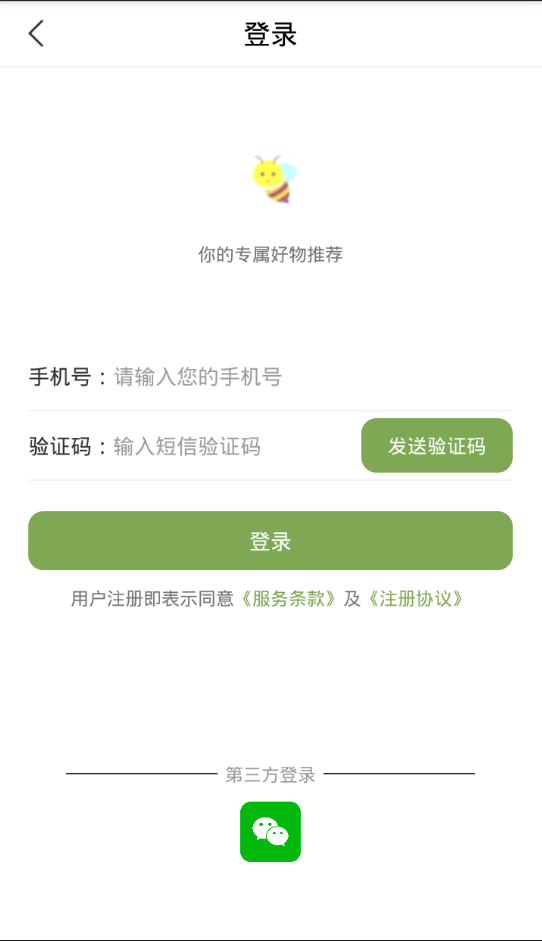 登录
你的专属好物推荐
手机号：请输入您的手机号
验证码：输入短信验证码 发送验证码
登录
用户注册即表示同意《服务条款》及《注册协议》
第三方登录